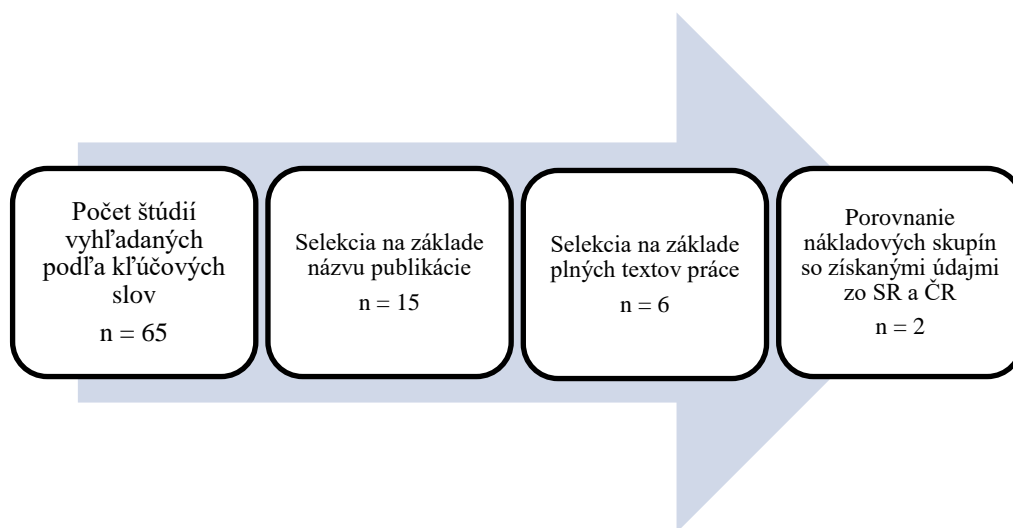 Počet štúdií
vyhľadaných
podľa kľúčových
slov
n = 65
Selekcia na základe
názvu publikácie
n = 15
Selekcia na základe
plných textov práce
n = 6
Porovnanie
nákladových skupín
so získanými údajmi
zo SR a ČR
n = 2